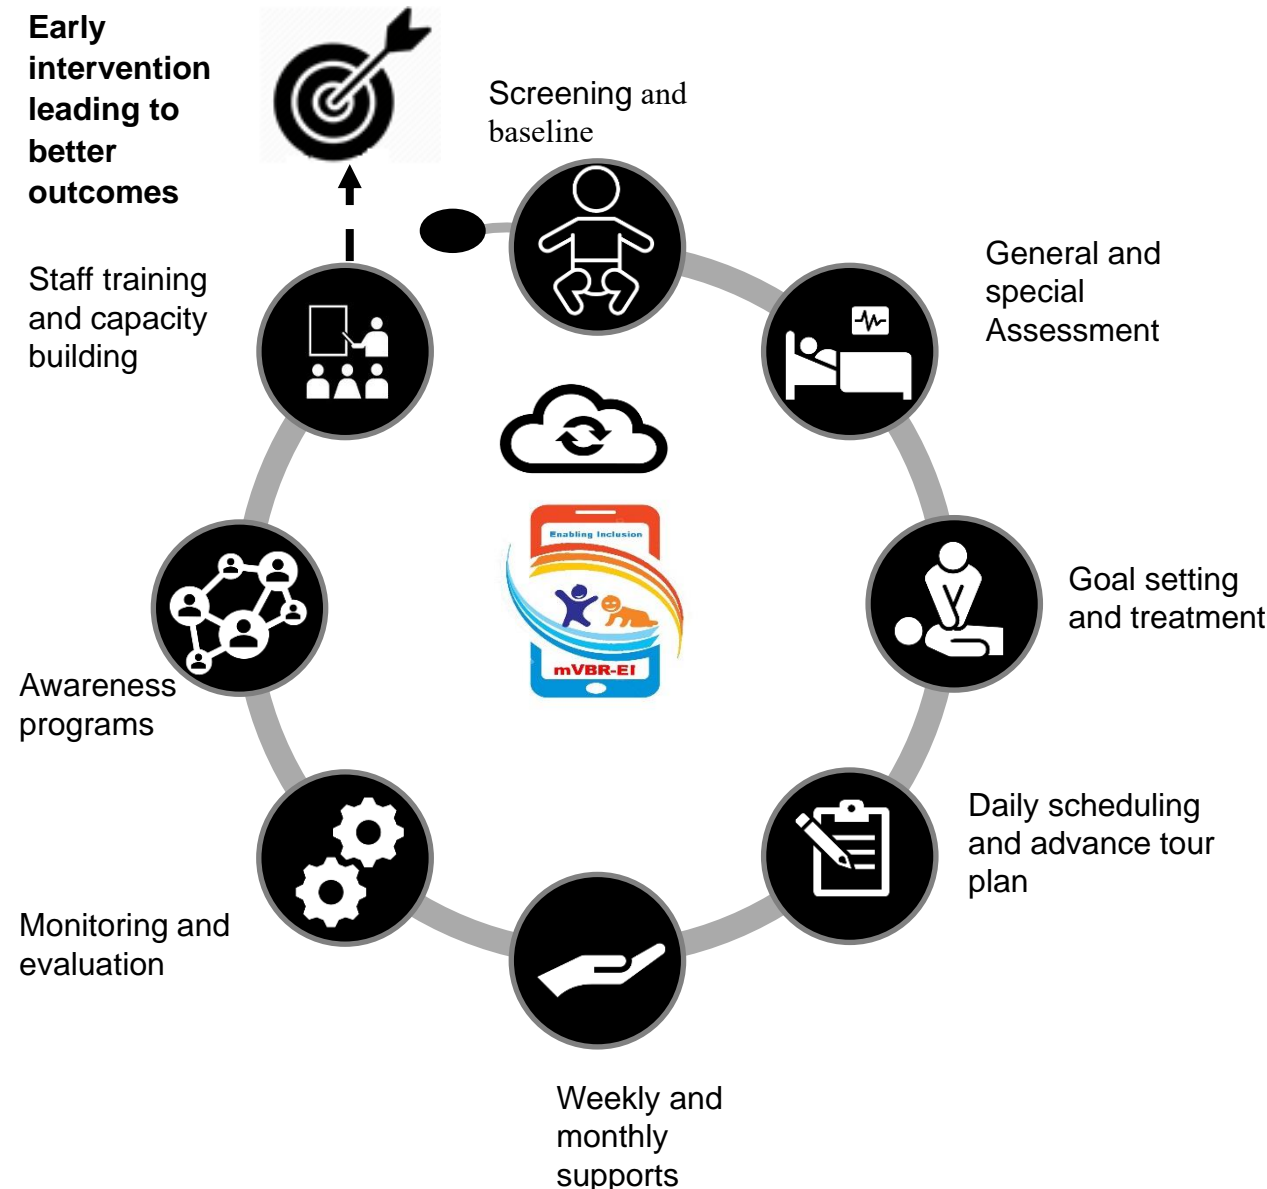 Early
intervention
leading to
better
outcomes
Screening and
baseline
General and
special
Assessment
Goal setting
and treatment
Daily scheduling
and advance tour
plan
Weekly and
monthly
supports
Monitoring and
evaluation
Awareness
programs
Staff training
and capacity
building
Enabling Inclusion
mVBR-EI